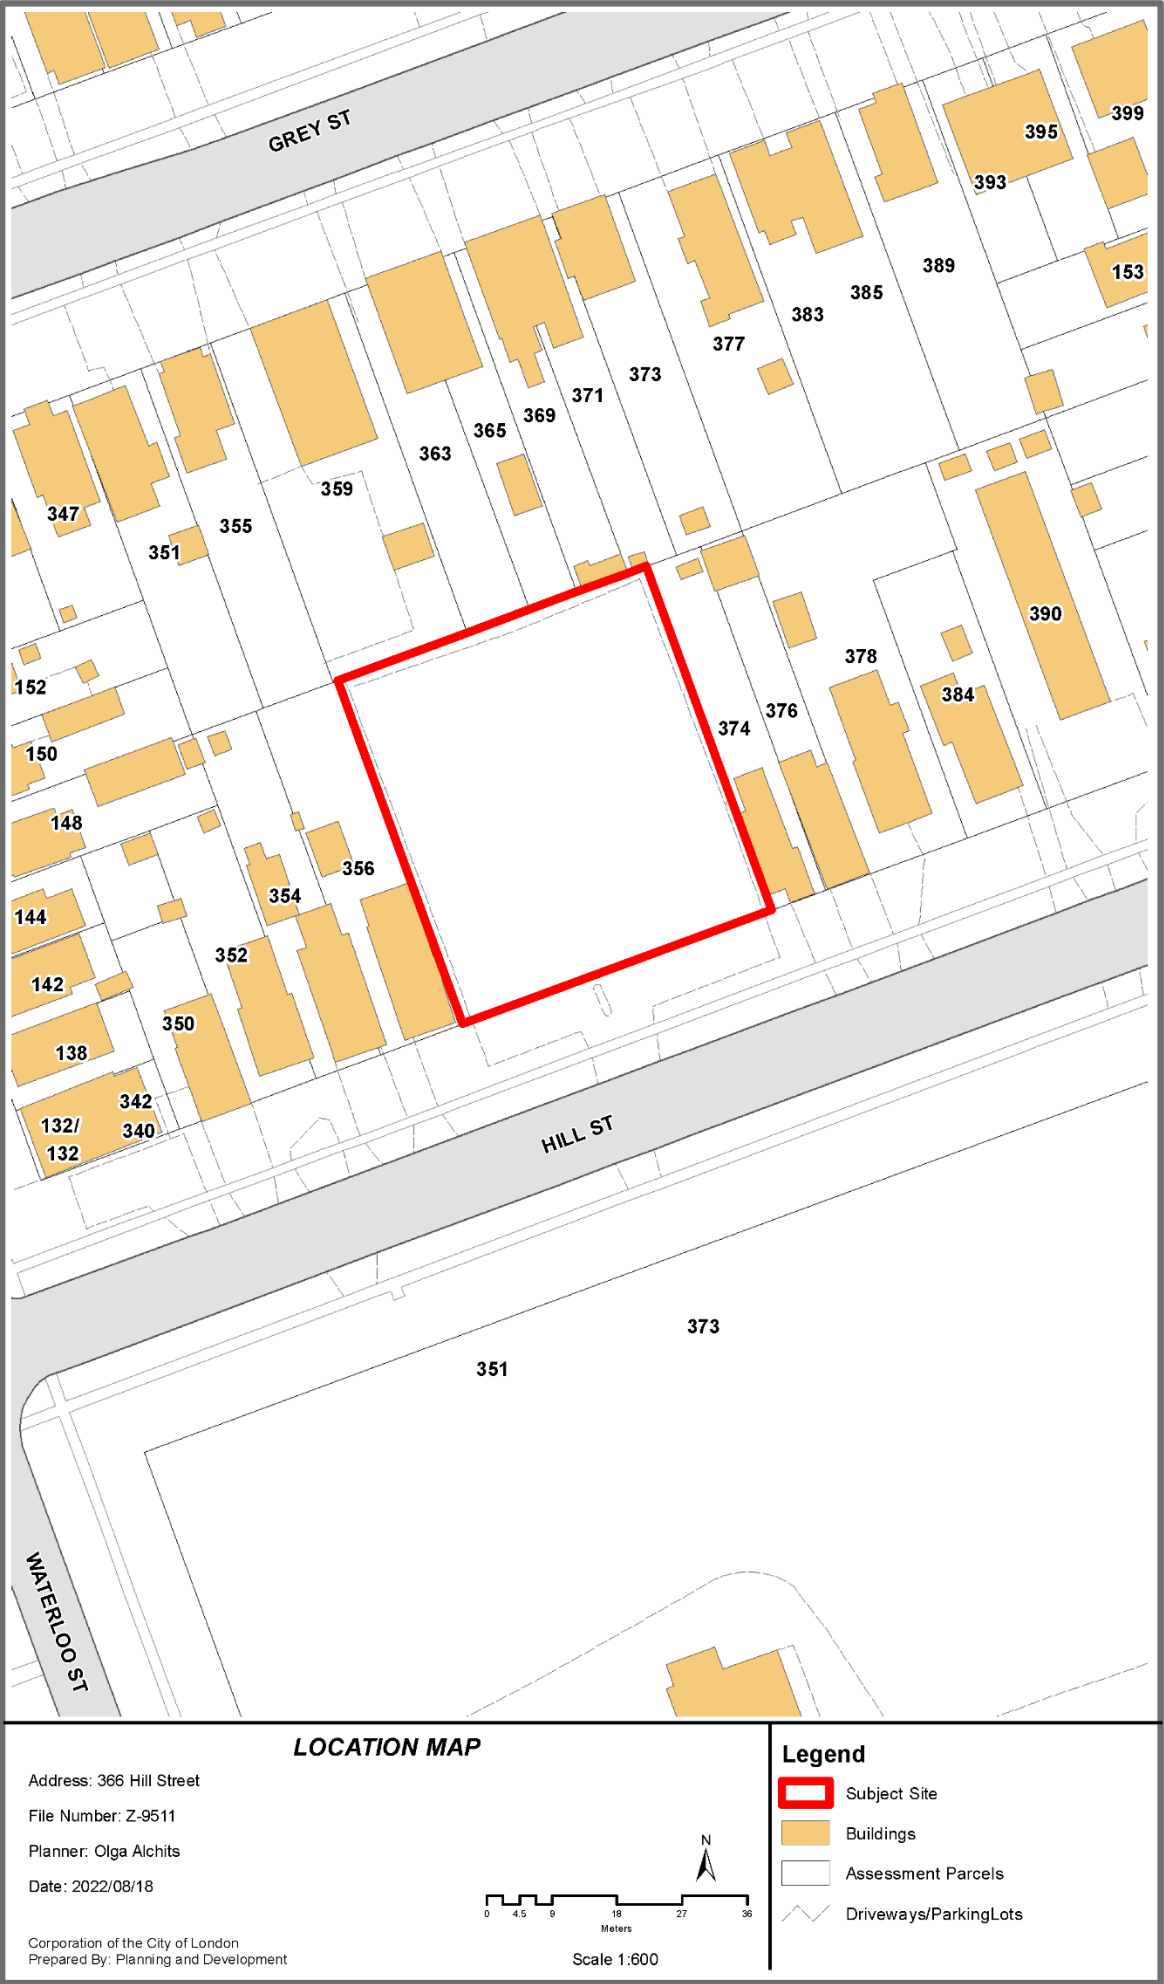 GREY ST
399
395
393
389
153
385
383
377
373
371
369
365
363
359
355
347
351
390
378
384
376
374
152
150
148
356
354
144
352
142
350
138
342
132/
340
132
HILL ST
373
351
WATERLOO ST
LOCATION MAP
Address: 366 Hill Street
File Number: Z-9511
Planner: Olga Alchits
Date: 2022/08/18
Corporation of the City of London
Prepared By: Planning and Development
N
0 4.5 9 18 27 36
Meters
Scale 1:600
Legend
Subject Site
Buildings
Assessment Parcels
Driveways/ParkingLots